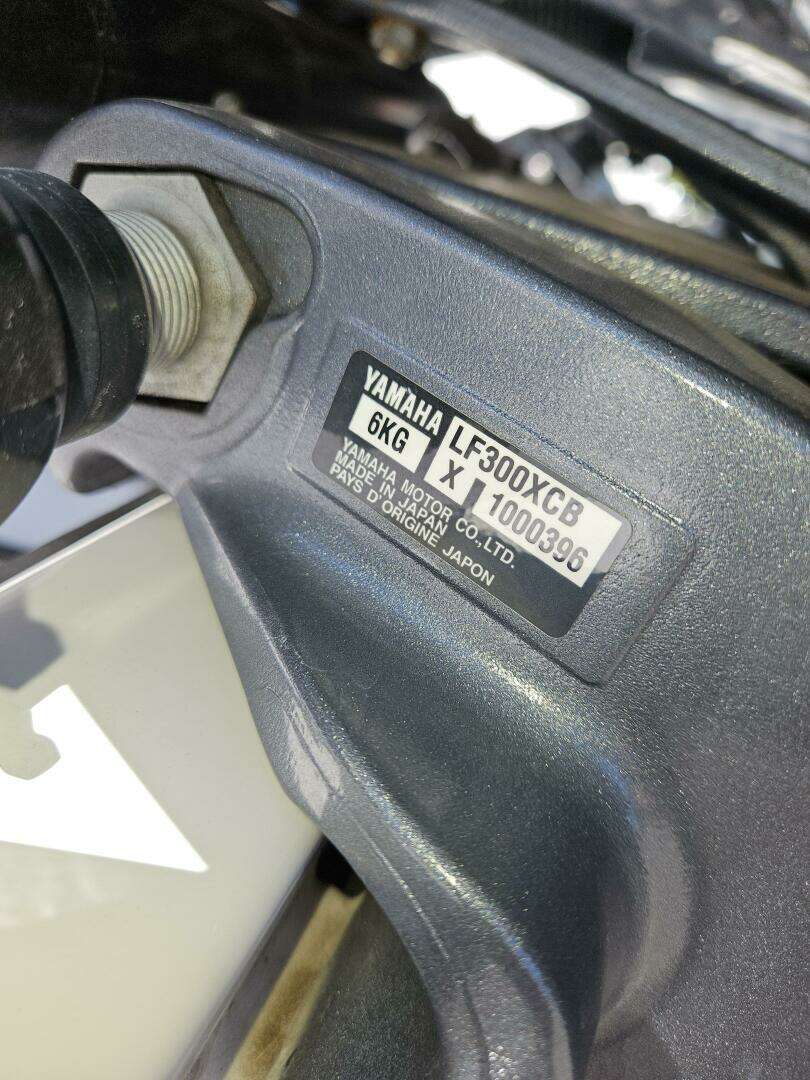 YAMAHA LF300XCB
6KG X 1000396
YAMAHA MOTOR CO.,LTD.
MADE IN JAPAN
PAYS D'ORIGINE JAPON